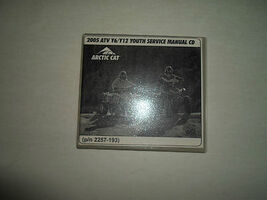 2005 ATV Y6/Y12 YOUTH SERVICE MANUAL CD
ARCTIC CAT
(p/n 2257-193)